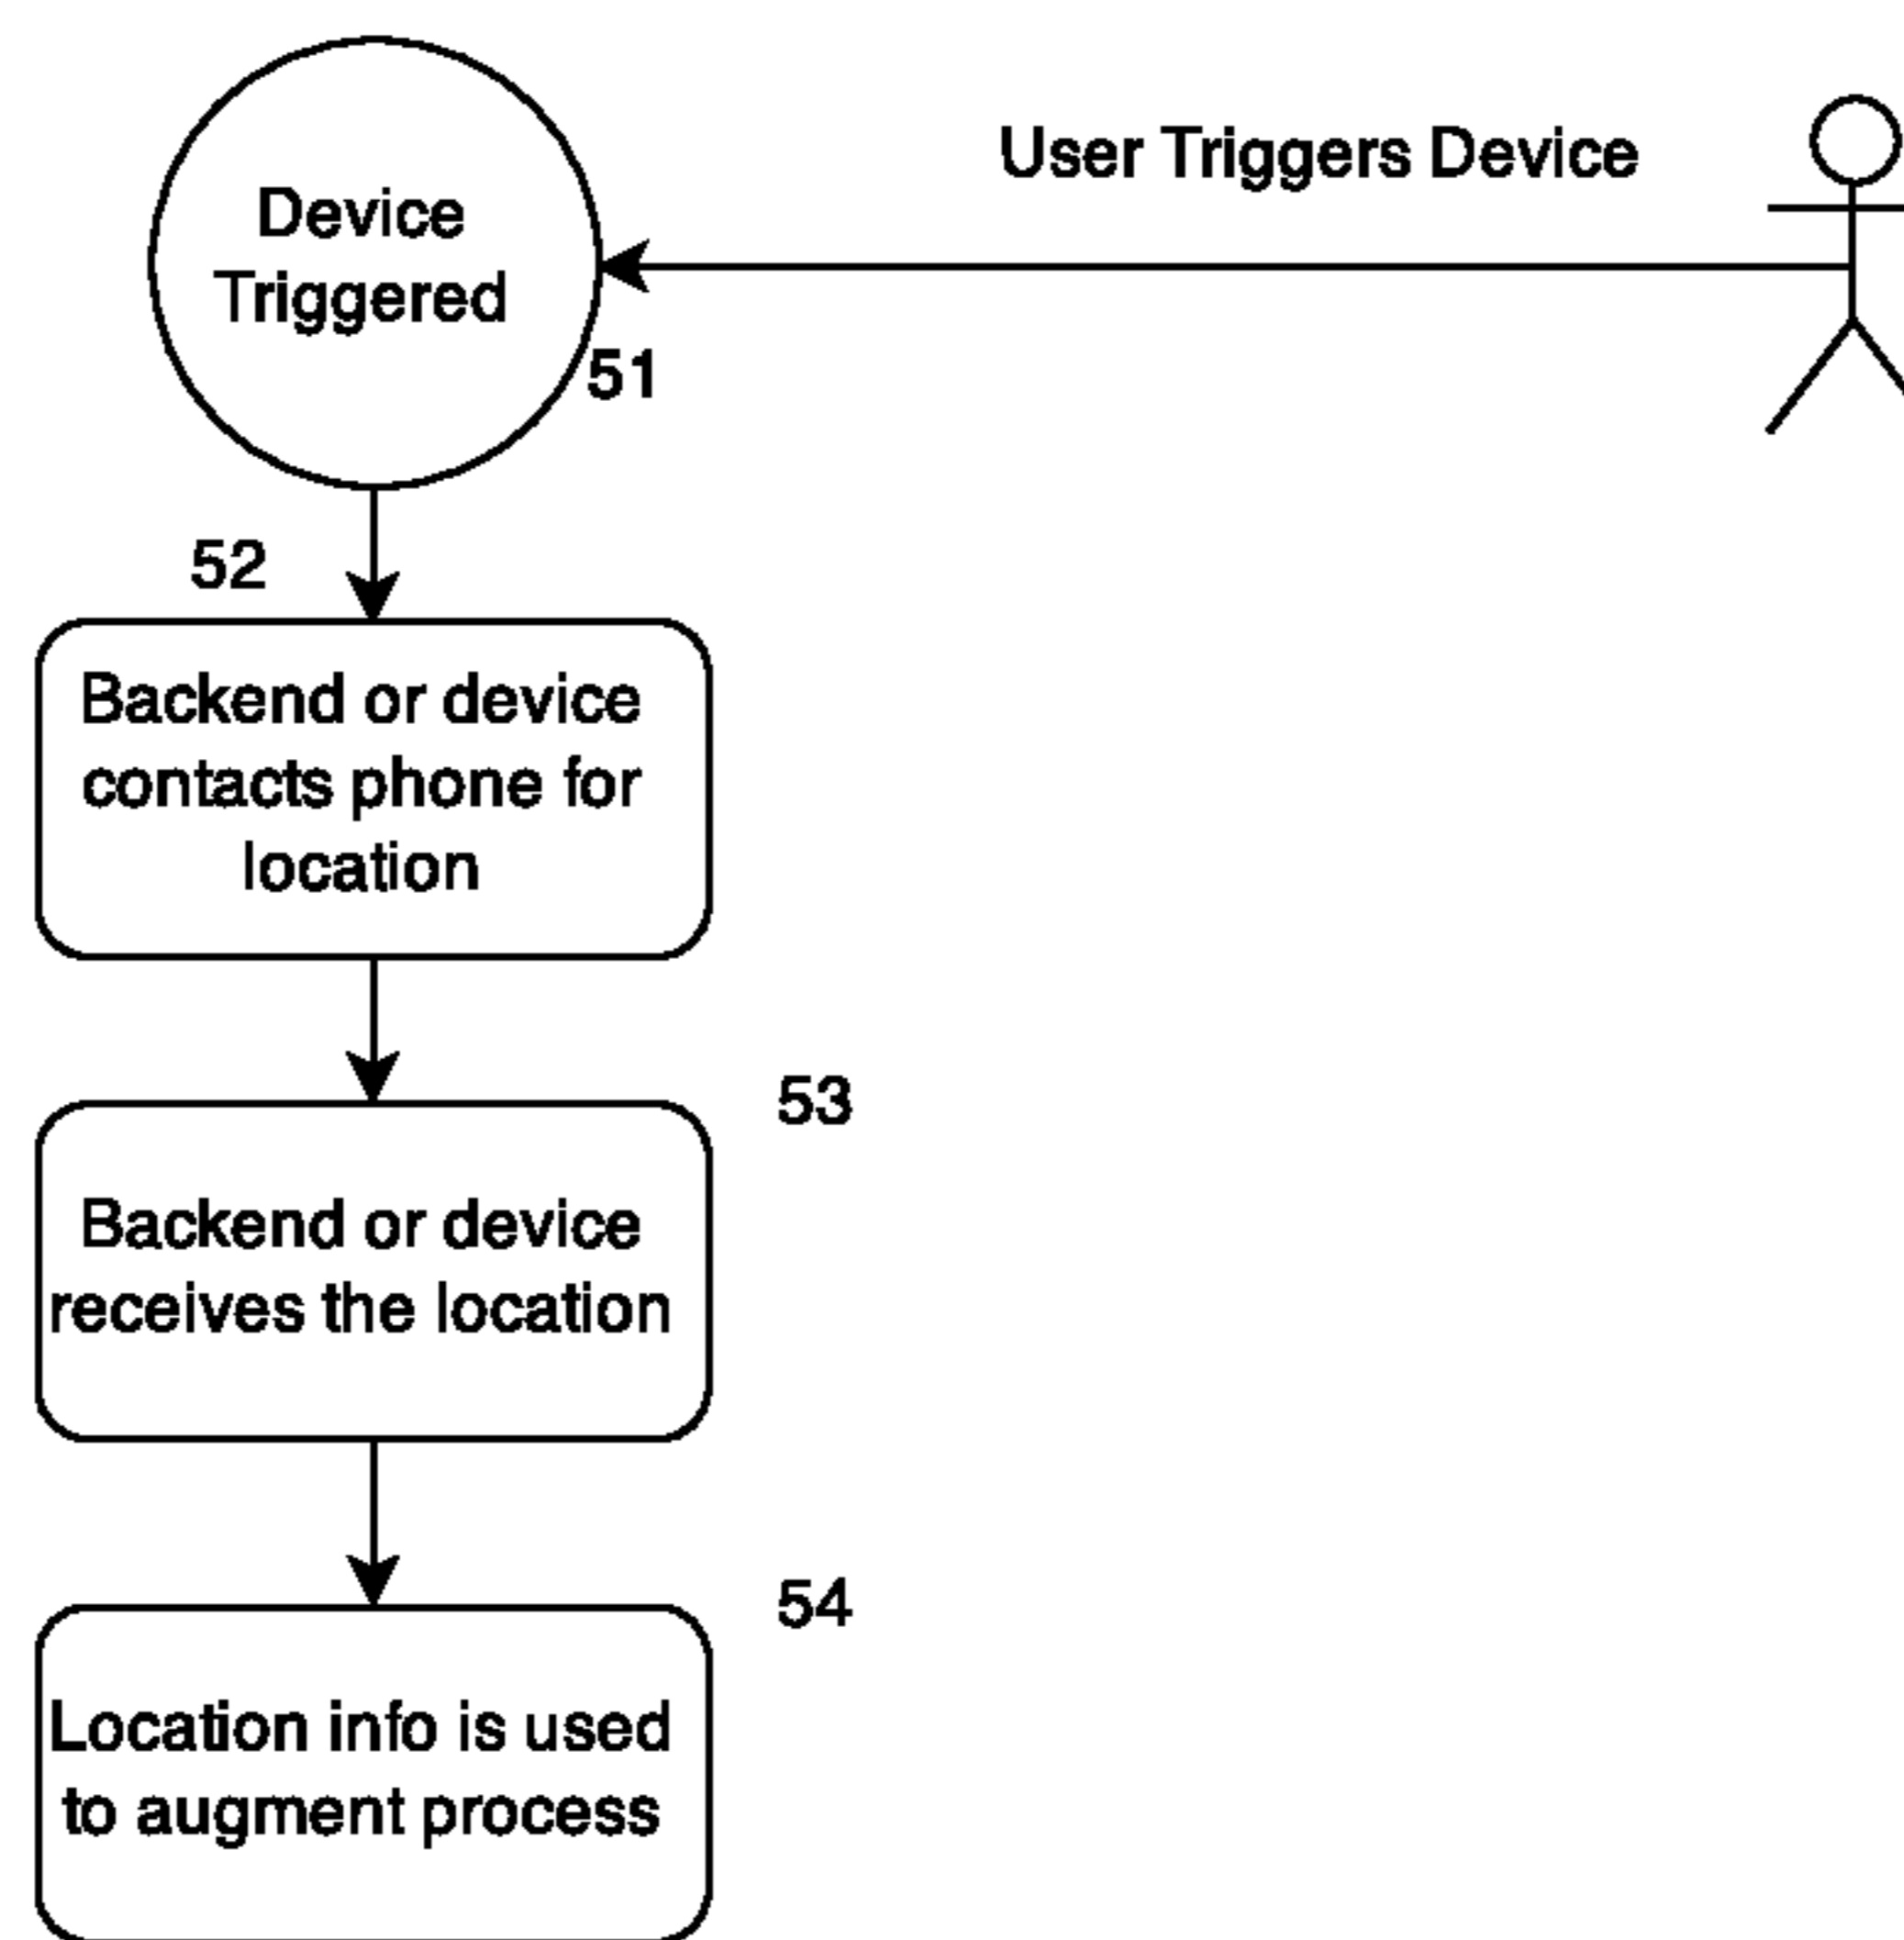 User Triggers Device
Device
Triggered
51
52
Backend or device
contacts phone for
location
53
Backend or device
receives the location
54
Location info is used
to augment process